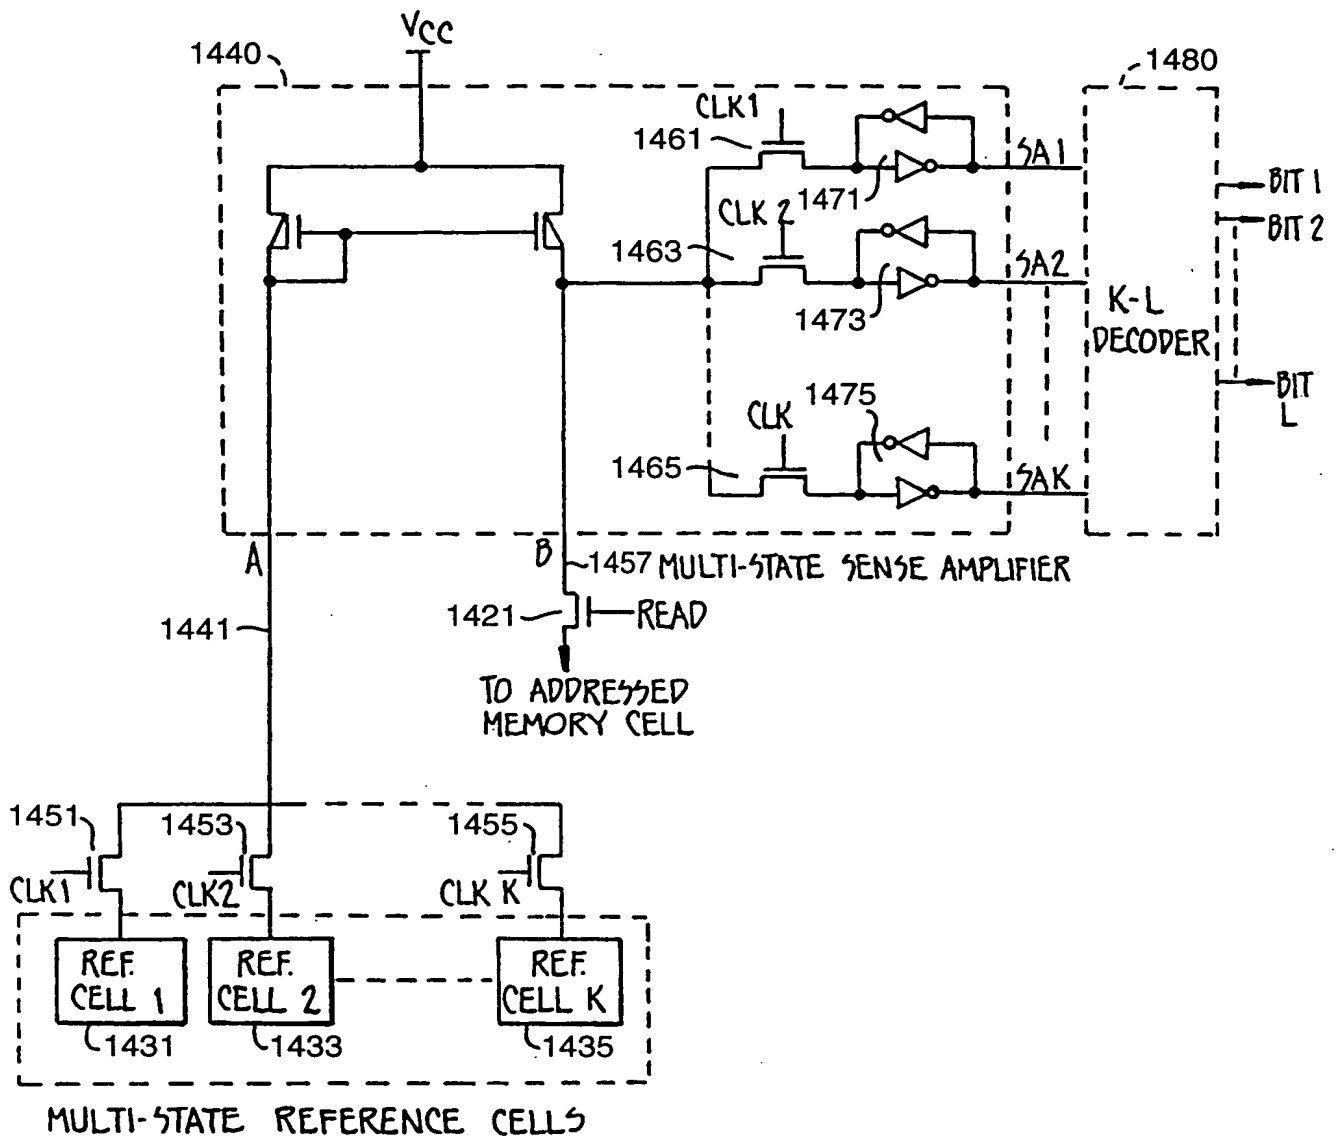 VCC
1440
1480
CLK1
1461
SA1
1471
BIT 1
CLK 2
BIT 2
1463
SA2
1473
K-L
DECODER
1475
BIT
L
CLK
1465
SAK
A
B
1457
MULTI-STATE SENSE AMPLIFIER
1421
READ
1441
TO ADDRESSED
MEMORY CELL
1451
1453
1455
CLK1
CLK2
CLK K
REF.
CELL 1
REF.
CELL 2
REF.
CELL K
1431
1433
1435
MULTI-STATE REFERENCE CELLS